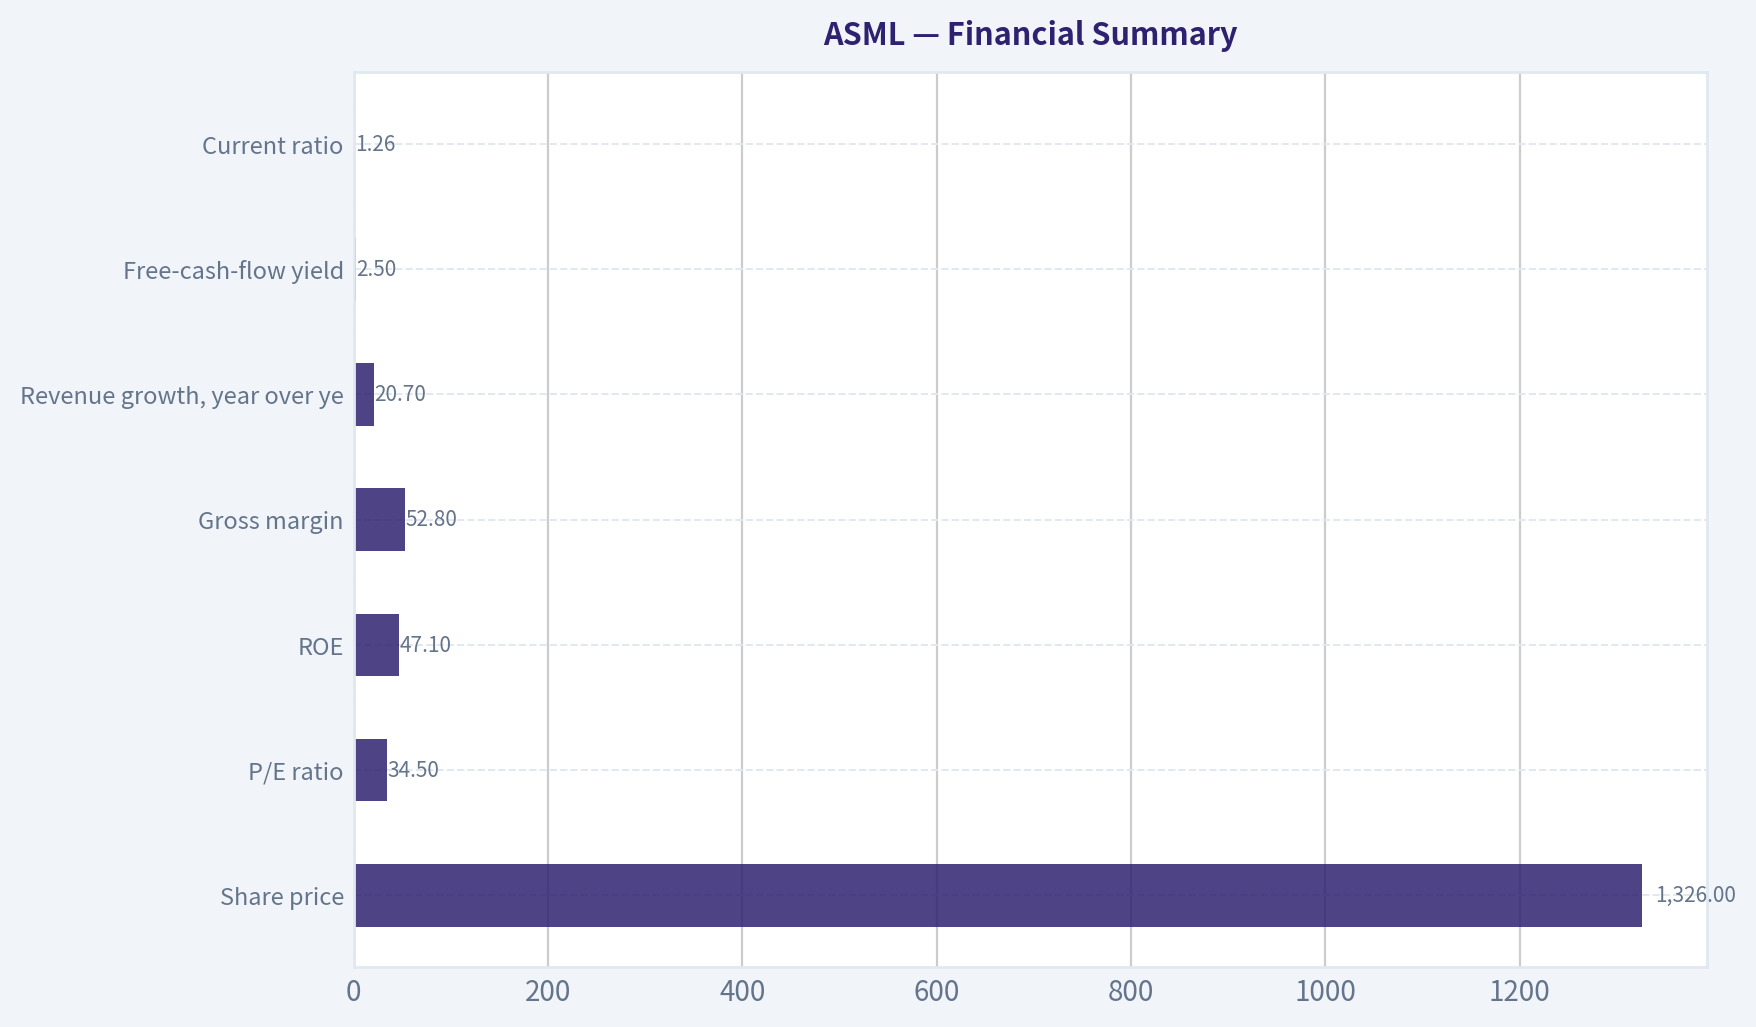 ASML — Financial Summary
Current ratio 1.26
Free-cash-flow yield 2.50
Revenue growth, year over ye 20.70
Gross margin 52.80
ROE 47.10
P/E ratio 34.50
Share price 1,326.00
0 200 400 600 800 1000 1200